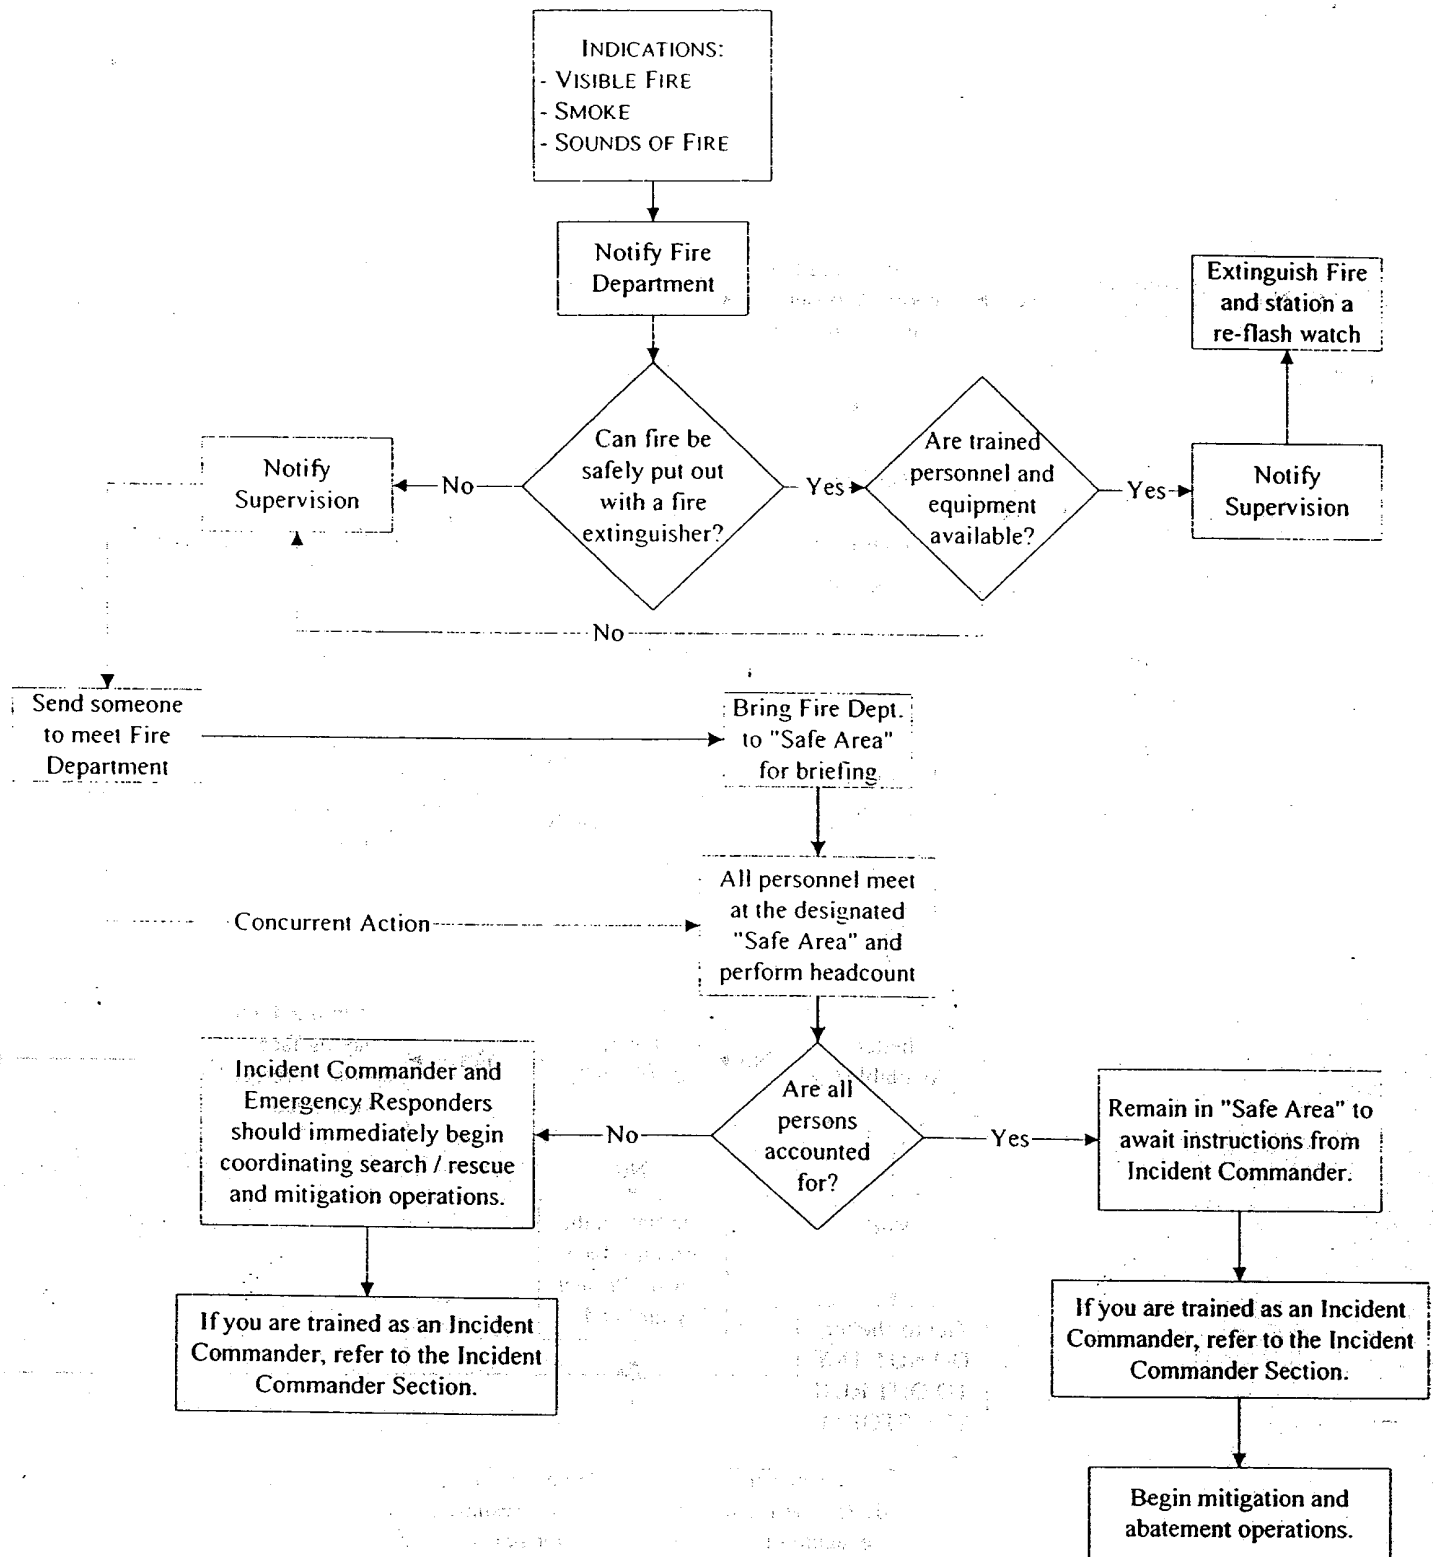 INDICATIONS:
- VISIBLE FIRE
- SMOKE
- SOUNDS OF FIRE
Notify Fire
Department
Extinguish Fire
and station a
re-flash watch
Notify
Supervision
No
Can fire be
safely put out
with a fire
extinguisher?
Yes
Are trained
personnel and
equipment
available?
Yes
Notify
Supervision
No
Send someone
to meet Fire
Department
Bring Fire Dept.
to "Safe Area"
for briefing
Concurrent Action
All personnel meet
at the designated
"Safe Area" and
perform headcount
Incident Commander and
Emergency Responders
should immediately begin
coordinating search / rescue
and mitigation operations.
No
Are all
persons
accounted
for?
Yes
Remain in "Safe Area" to
await instructions from
Incident Commander.
If you are trained as an Incident
Commander, refer to the Incident
Commander Section.
If you are trained as an Incident
Commander, refer to the Incident
Commander Section.
Begin mitigation and
abatement operations.